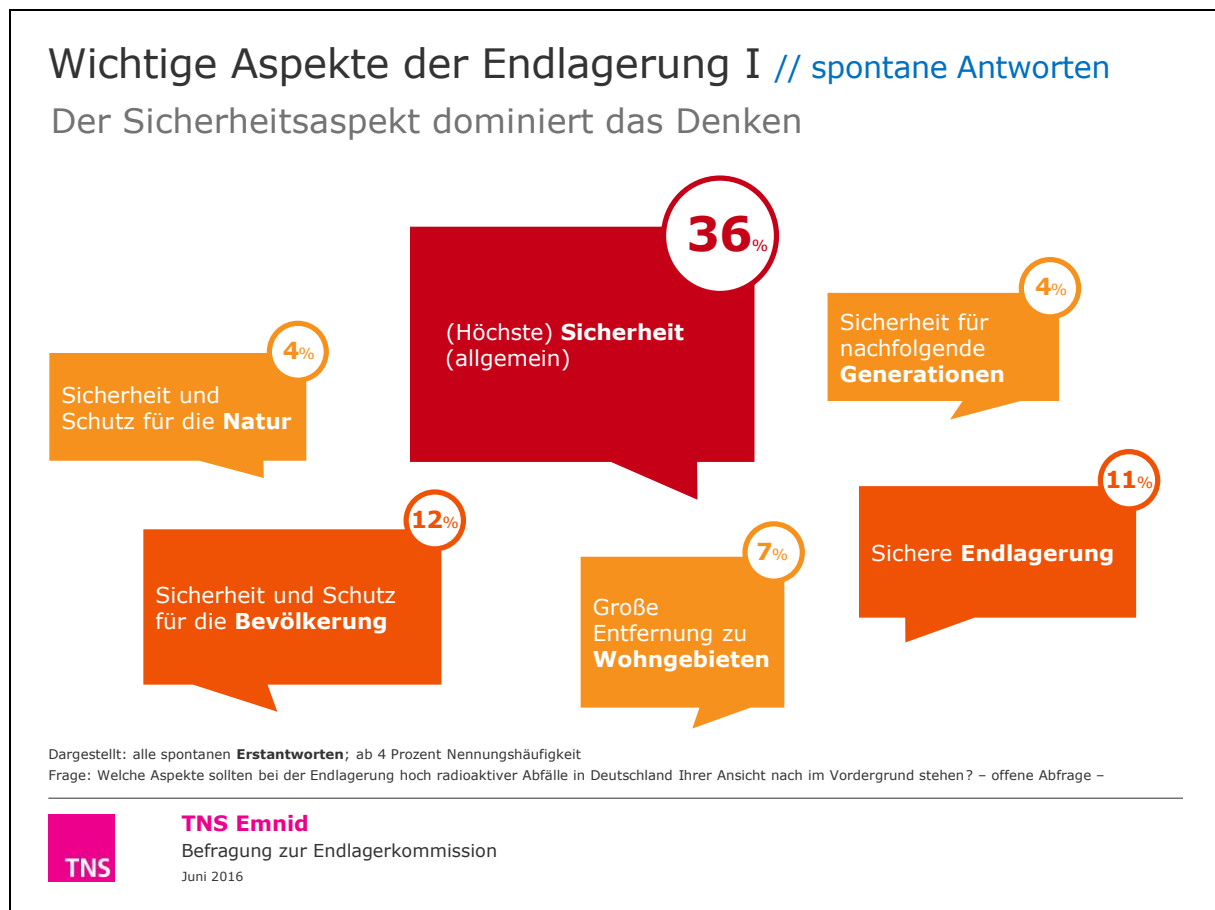 Wichtige Aspekte der Endlagerung I // spontane Antworten
Der Sicherheitsaspekt dominiert das Denken
36%
(Höchste) Sicherheit
(allgemein)
4%
Sicherheit für
nachfolgende
Generationen
4%
Sicherheit und
Schutz für die Natur
12%
Sicherheit und Schutz
für die Bevölkerung
7%
Große
Entfernung zu
Wohngebieten
11%
Sichere Endlagerung
Dargestellt: alle spontanen Erstantworten; ab 4 Prozent Nennungshäufigkeit
Frage: Welche Aspekte sollten bei der Endlagerung hoch radioaktiver Abfälle in Deutschland Ihrer Ansicht nach im Vordergrund stehen? – offene Abfrage –
TNS
TNS Emnid
Befragung zur Endlagerkommission
Juni 2016